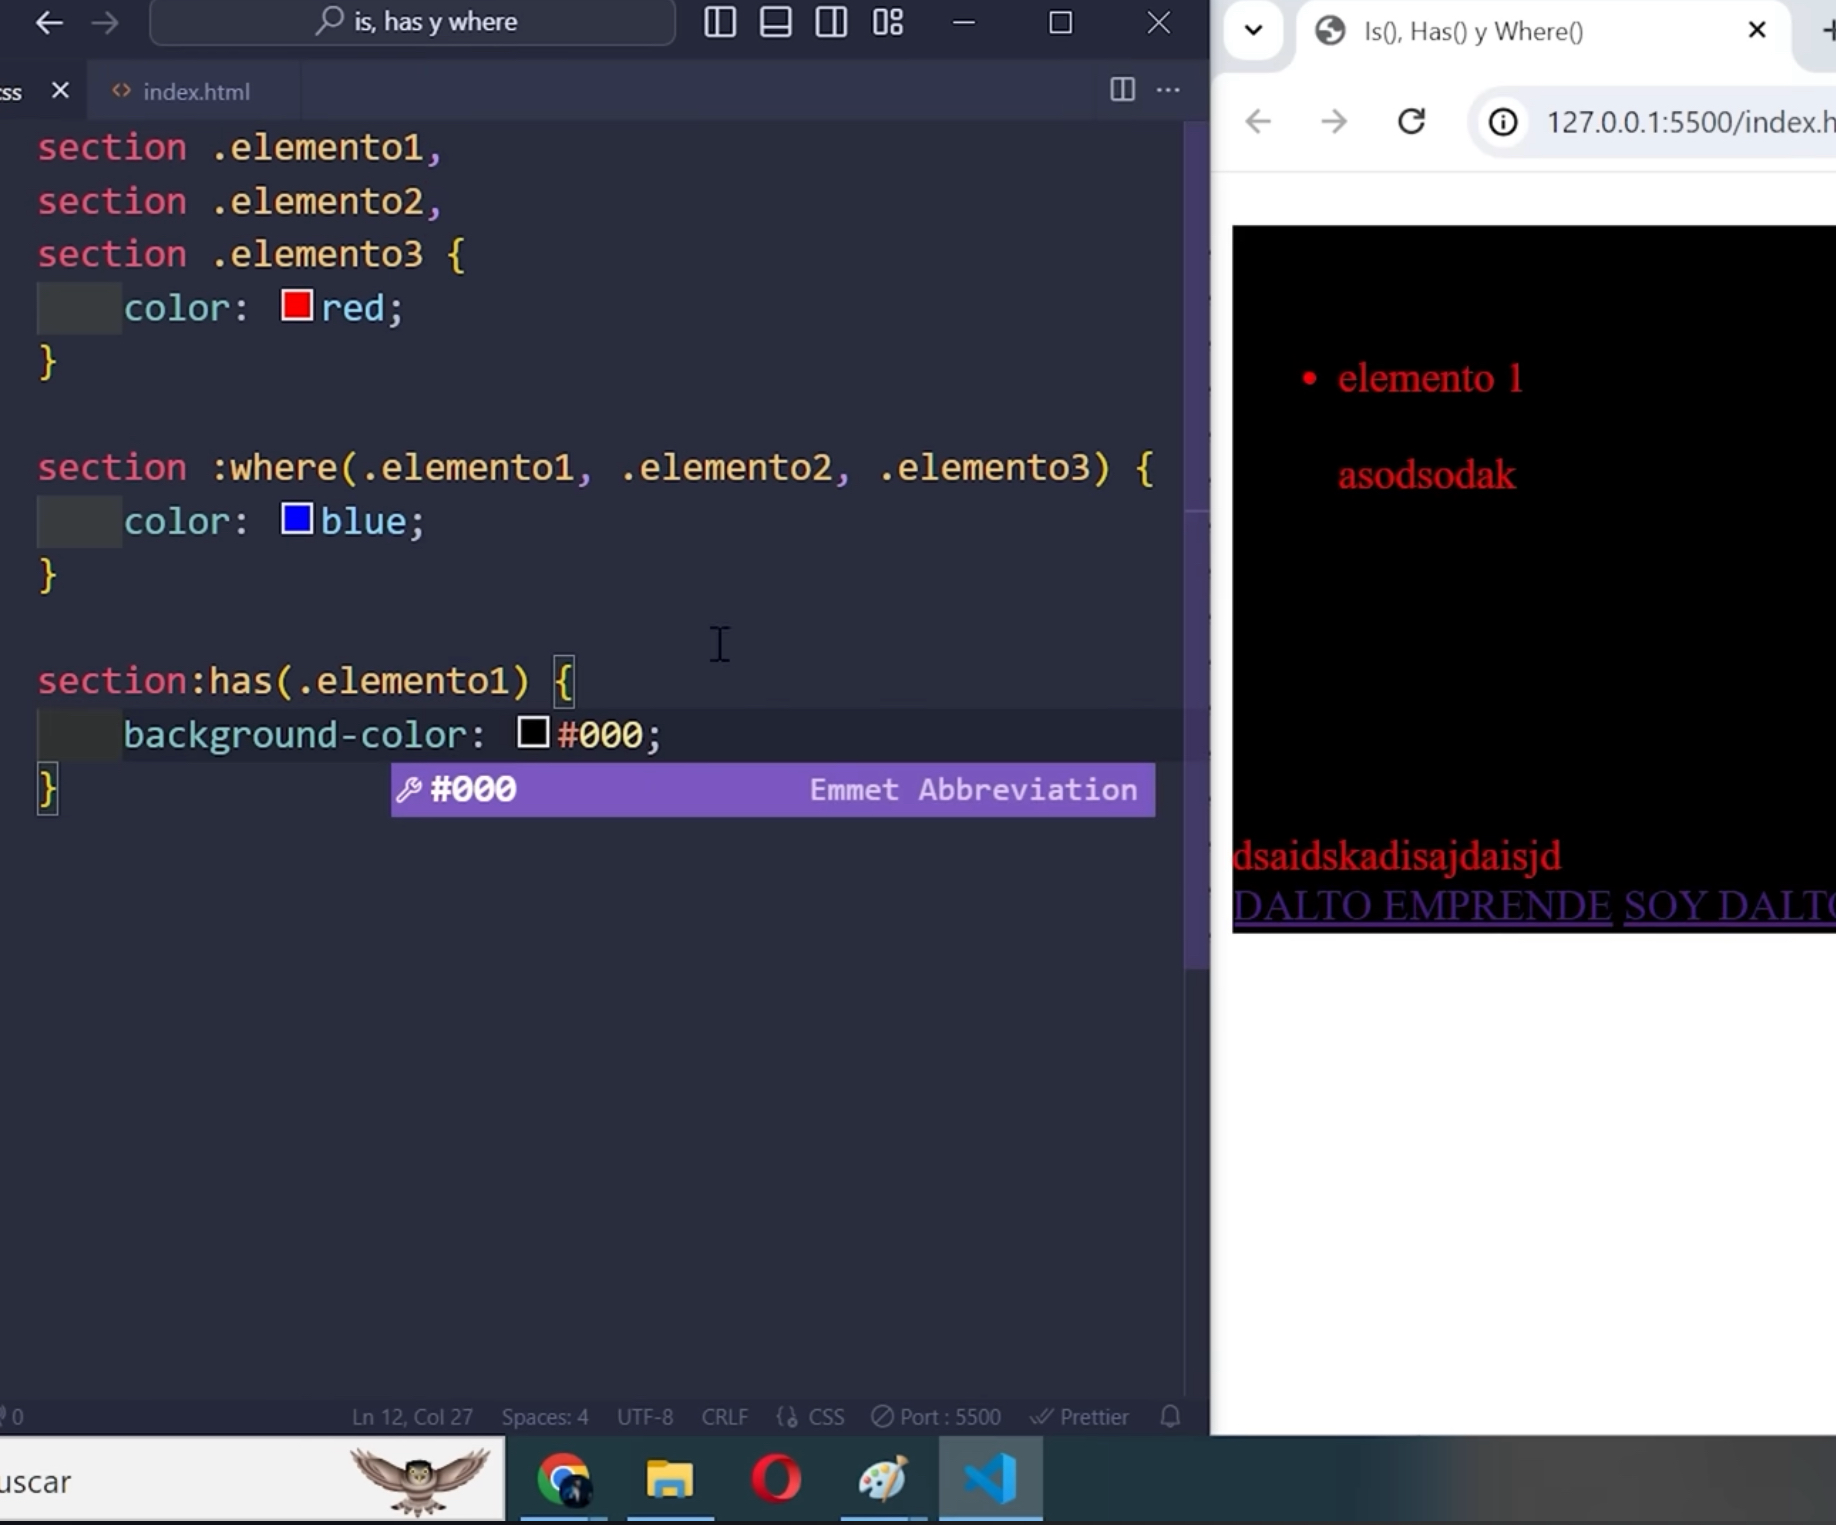 is, has y where
index.html
section .elemento1,
section .elemento2,
section .elemento3 {
color: red;
}
section :where(.elemento1, .elemento2, .elemento3) {
color: blue;
}
section:has(.elemento1) {
background-color: #000;
}
#000 Emmet Abbreviation
0 Ln 12, Col 27 Spaces: 4 UTF-8 CRLF CSS Port : 5500 Prettier
uscar
Is(), Has() y Where()
127.0.0.1:5500/index.h
• elemento 1
asodsodak
dsaidskadisajdaisjd
DALTO EMPRENDE SOY DALTO